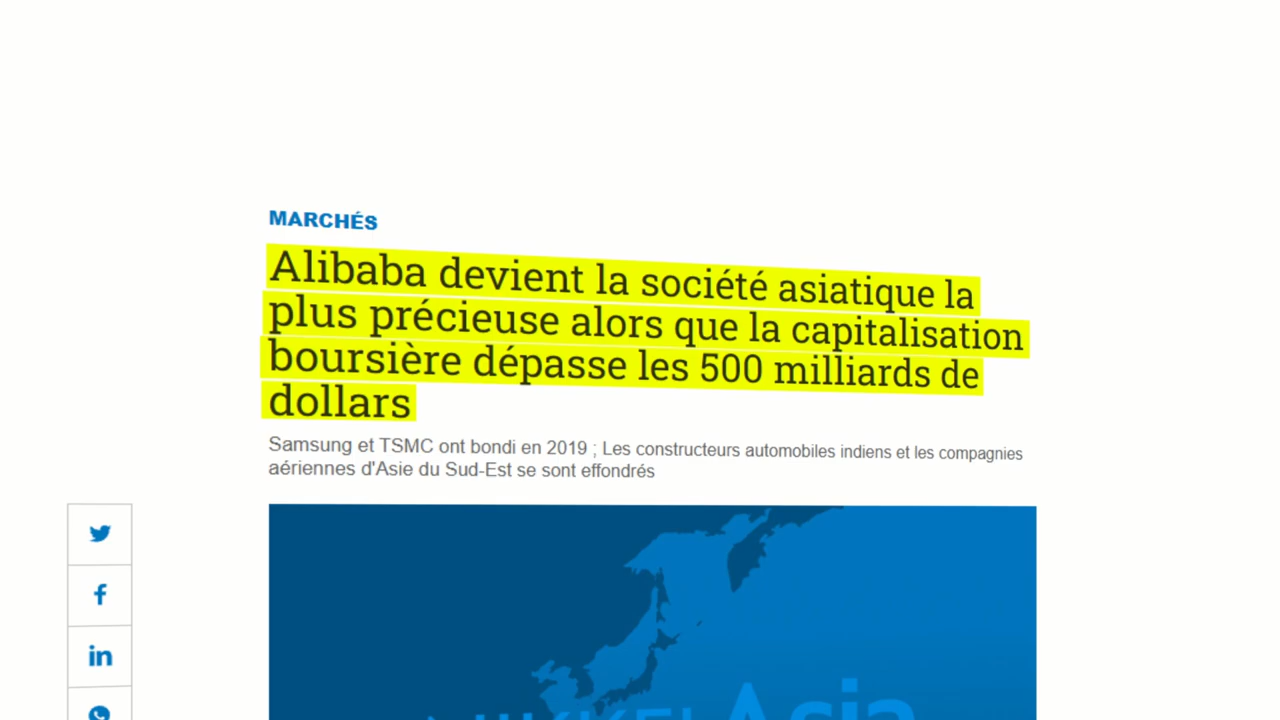 MARCHÉS
Alibaba devient la société asiatique la
plus précieuse alors que la capitalisation
boursière dépasse les 500 milliards de
dollars
Samsung et TSMC ont bondi en 2019 ; Les constructeurs automobiles indiens et les compagnies
aériennes d'Asie du Sud-Est se sont effondrés
in
NIKKEI Asia